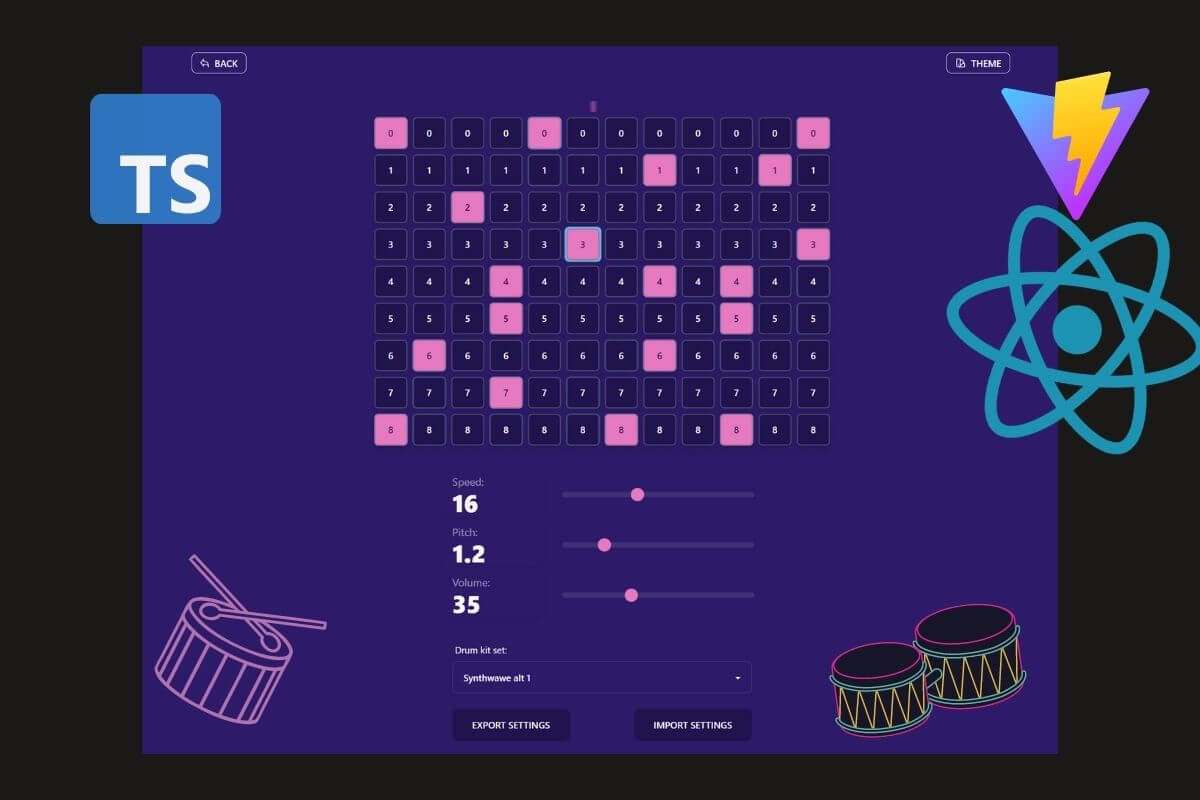 BACK
THEME
TS
0 0 0 0 0 0 0 0 0 0 0 0
1 1 1 1 1 1 1 1 1 1 1 1
2 2 2 2 2 2 2 2 2 2 2 2
3 3 3 3 3 3 3 3 3 3 3 3
4 4 4 4 4 4 4 4 4 4 4 4
5 5 5 5 5 5 5 5 5 5 5 5
6 6 6 6 6 6 6 6 6 6 6 6
7 7 7 7 7 7 7 7 7 7 7 7
8 8 8 8 8 8 8 8 8 8 8 8
Speed:
16
Pitch:
1.2
Volume:
35
Drum kit set:
Synthwawe alt 1
EXPORT SETTINGS
IMPORT SETTINGS